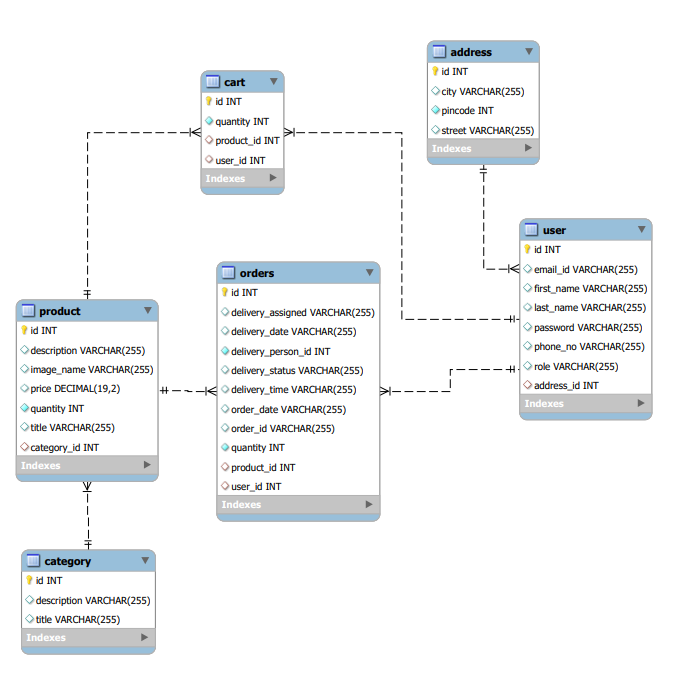 address
id INT
city VARCHAR(255)
pincode INT
street VARCHAR(255)
Indexes
cart
id INT
quantity INT
product_id INT
user_id INT
Indexes
user
id INT
email_id VARCHAR(255)
first_name VARCHAR(255)
last_name VARCHAR(255)
password VARCHAR(255)
phone_no VARCHAR(255)
role VARCHAR(255)
address_id INT
Indexes
orders
id INT
delivery_assigned VARCHAR(255)
delivery_date VARCHAR(255)
delivery_person_id INT
delivery_status VARCHAR(255)
delivery_time VARCHAR(255)
order_date VARCHAR(255)
order_id VARCHAR(255)
quantity INT
product_id INT
user_id INT
Indexes
product
id INT
description VARCHAR(255)
image_name VARCHAR(255)
price DECIMAL(19,2)
quantity INT
title VARCHAR(255)
category_id INT
Indexes
category
id INT
description VARCHAR(255)
title VARCHAR(255)
Indexes